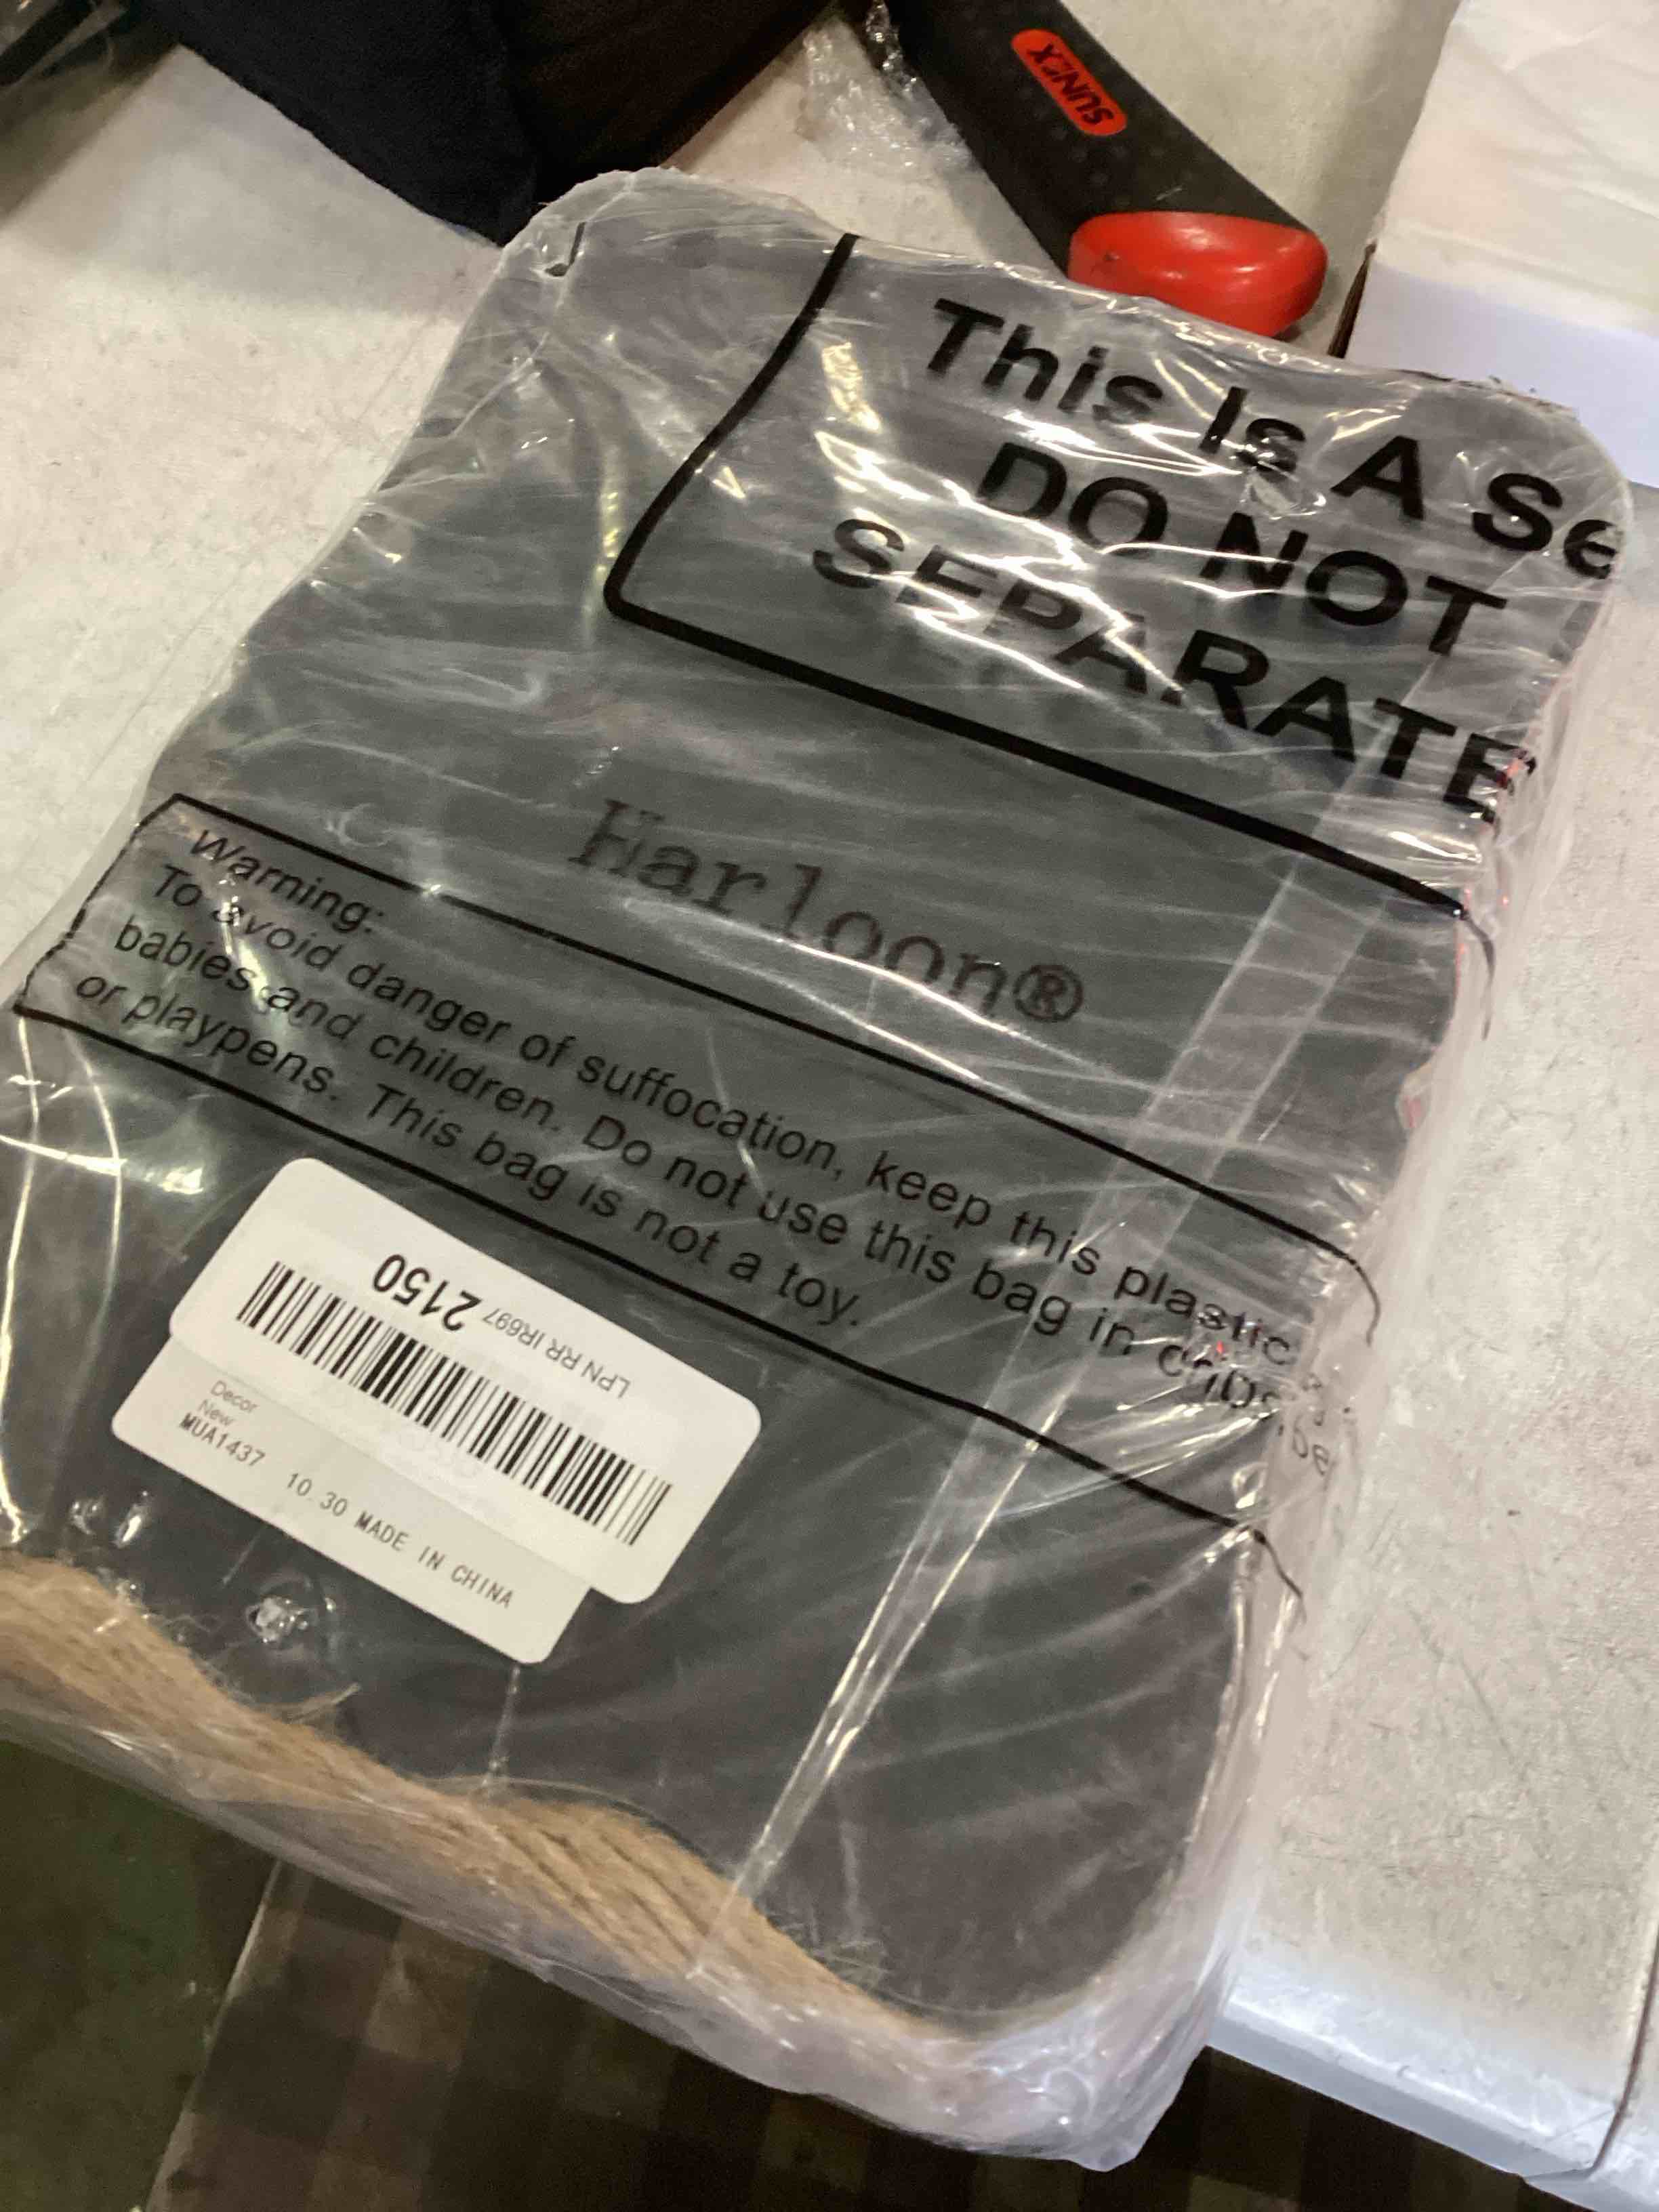 SUNEX
This Is A Se
DO NOT
SEPARATE
Harloon®
Warning:
To avoid danger of suffocation, keep this plastic
babies and children. Do not use this bag in cribs,
or playpens. This bag is not a toy.
LPN RR IR697 2150
Decor
New
MUA1437 10.30 MADE IN CHINA